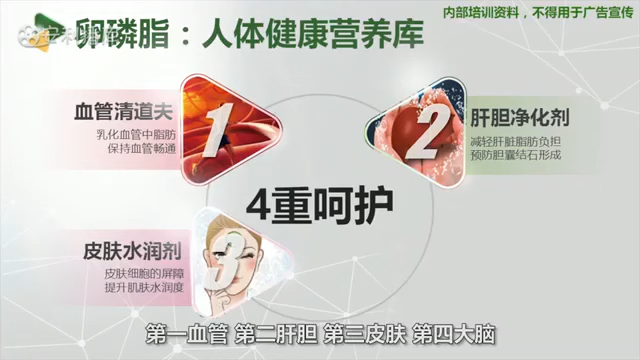 内部培训资料，不得用于广告宣传
卵磷脂：人体健康营养库
血管清道夫
乳化血管中脂肪
保持血管畅通
1
2
肝胆净化剂
减轻肝脏脂肪负担
预防胆囊结石形成
4重呵护
皮肤水润剂
皮肤细胞的屏障
提升肌肤水润度
3
第一血管 第二肝胆 第三皮肤 第四大脑